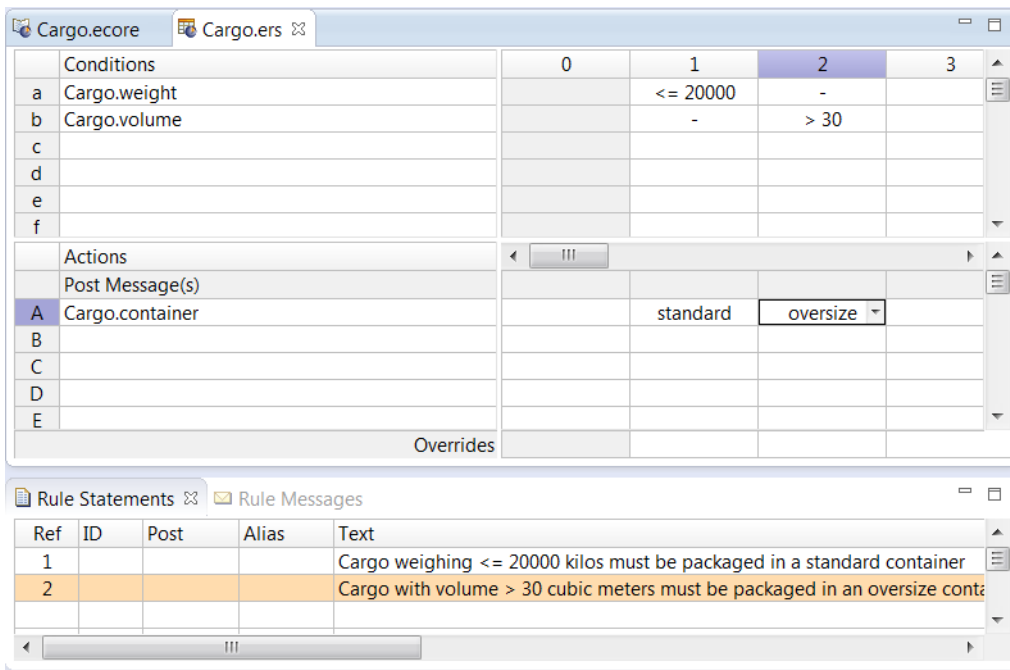 Cargo.ecore Cargo.ers
Conditions 0 1 2 3
a Cargo.weight <= 20000 -
b Cargo.volume - > 30
c
d
e
f
Actions
Post Message(s)
A Cargo.container standard oversize
B
C
D
E
Overrides
Rule Statements Rule Messages
Ref ID Post Alias Text
1 Cargo weighing <= 20000 kilos must be packaged in a standard container
2 Cargo with volume > 30 cubic meters must be packaged in an oversize conta